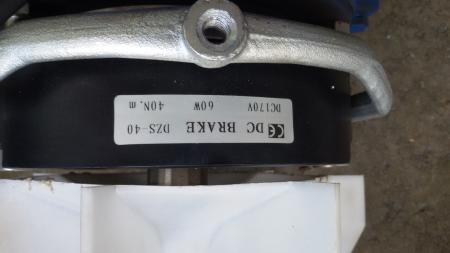 CE DC BRAKE DZS-40
DC170V 60W 40N.m